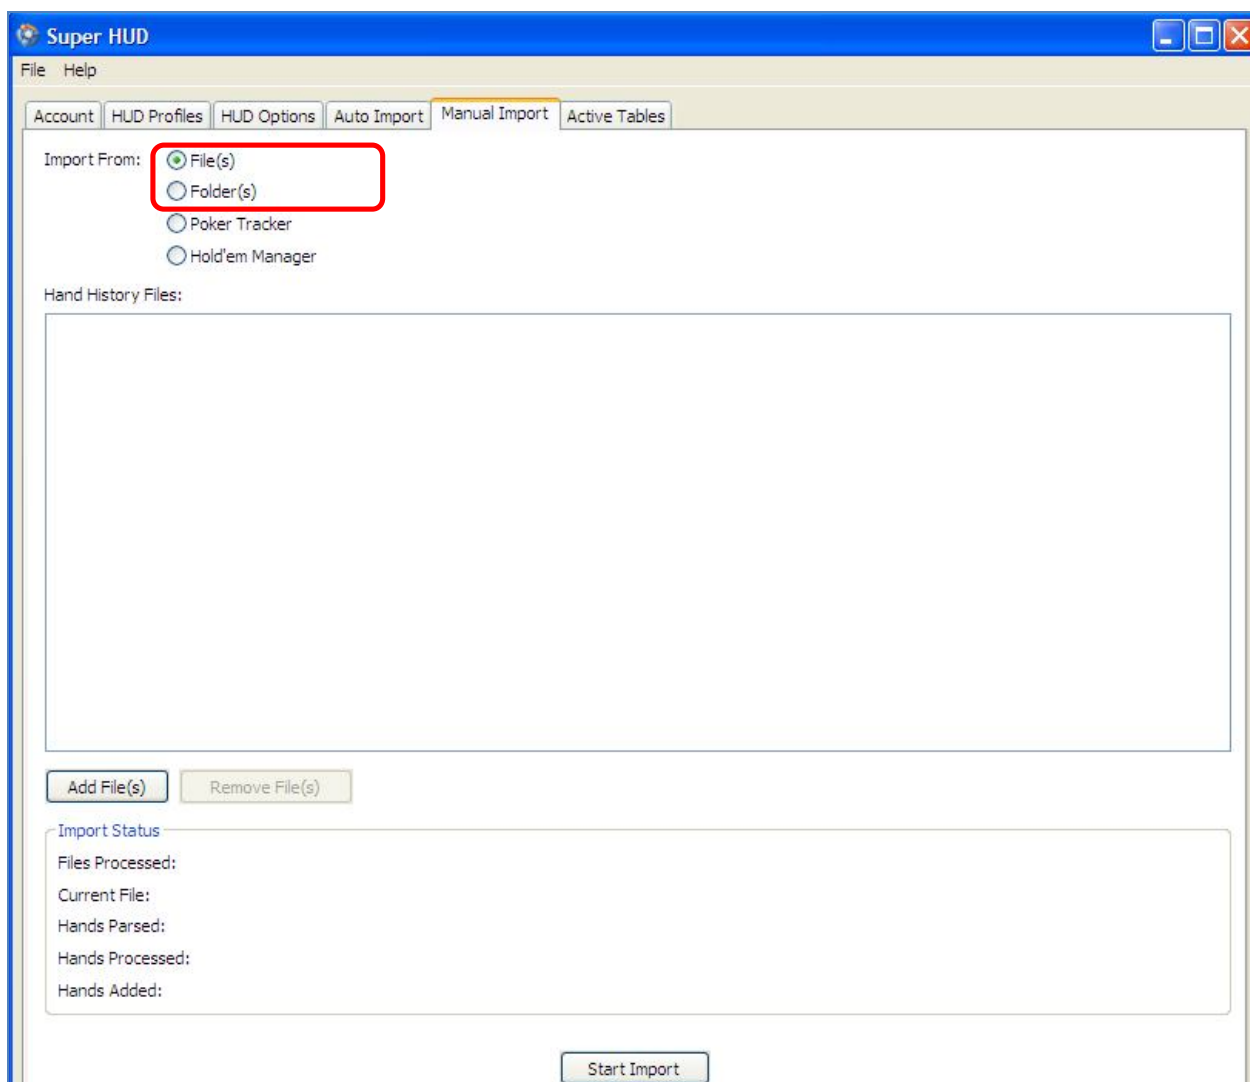 Super HUD
File Help
Account HUD Profiles HUD Options Auto Import Manual Import Active Tables
Import From: File(s)
Folder(s)
Poker Tracker
Hold'em Manager
Hand History Files:
Add File(s) Remove File(s)
Import Status
Files Processed:
Current File:
Hands Parsed:
Hands Processed:
Hands Added:
Start Import